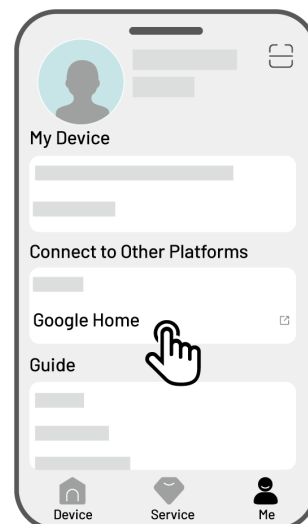 My Device
Connect to Other Platforms
Google Home
Guide
Device
Service
Me